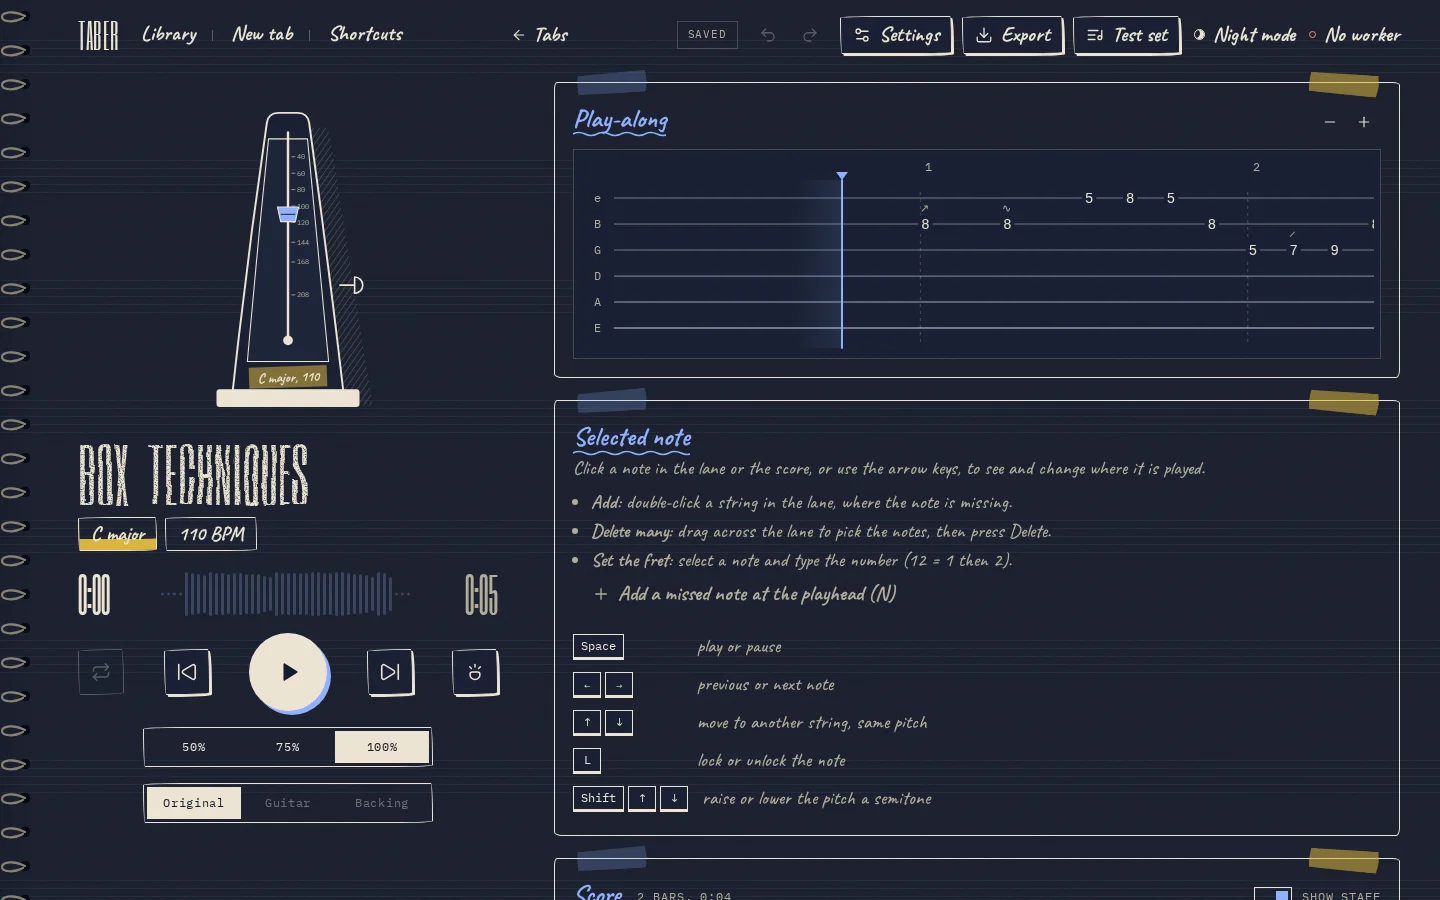 TABER Library New tab Shortcuts
← Tabs
SAVED
Settings Export Test set Night mode No worker
40
60
80
100
120
144
168
208
C major, 110
BOX TECHNIQUES
C major 110 BPM
0:00 0:05
50% 75% 100%
Original Guitar Backing
Play-along
− +
1 2
e 5 8 5
B 8 8 8
G 5 7 9
D
A
E
Selected note
Click a note in the lane or the score, or use the arrow keys, to see and change where it is played.
Add: double-click a string in the lane, where the note is missing.
Delete many: drag across the lane to pick the notes, then press Delete.
Set the fret: select a note and type the number (12 = 1 then 2).
+ Add a missed note at the playhead (N)
Space play or pause
← → previous or next note
↑ ↓ move to another string, same pitch
L lock or unlock the note
Shift ↑ ↓ raise or lower the pitch a semitone
Score 2 BARS, 0:04 SHOW STAFF